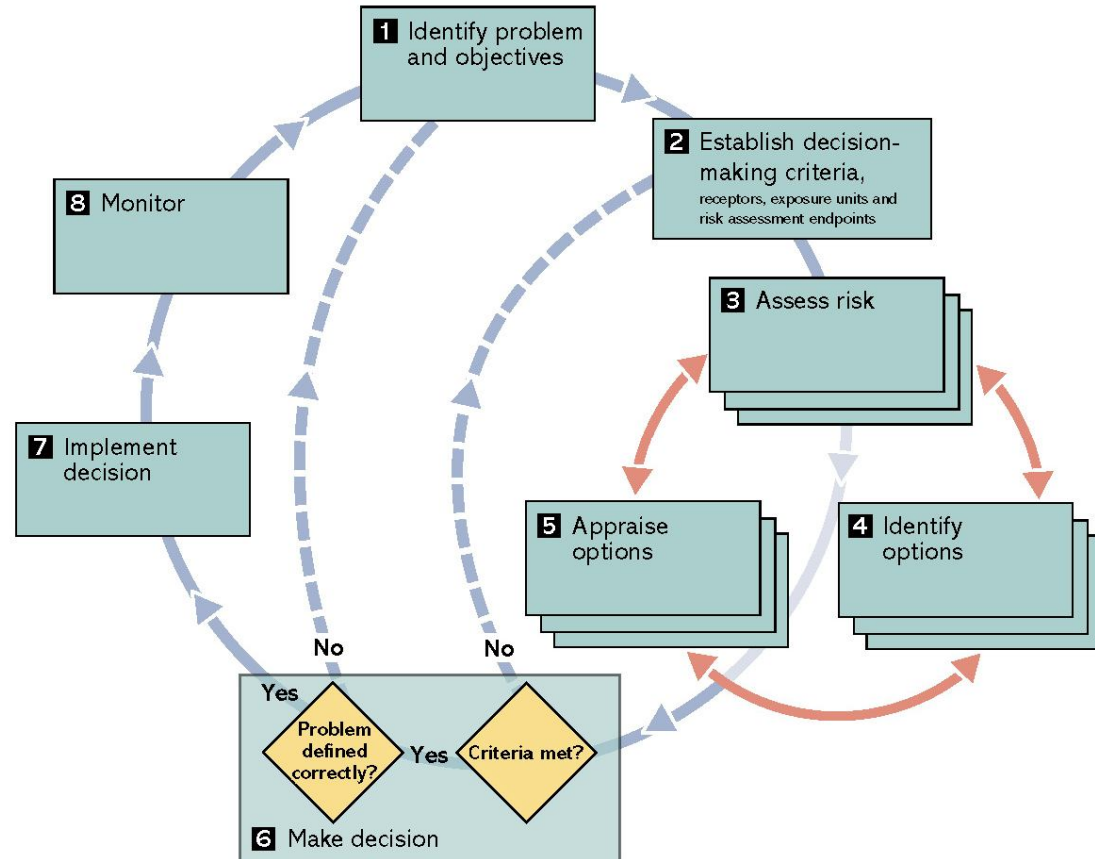 1 Identify problem
and objectives
2 Establish decision-
making criteria,
receptors, exposure units and
risk assessment endpoints
8 Monitor
3 Assess risk
7 Implement
decision
5 Appraise
options
4 Identify
options
No
No
Yes
Problem
defined
correctly?
Yes
Criteria met?
6 Make decision